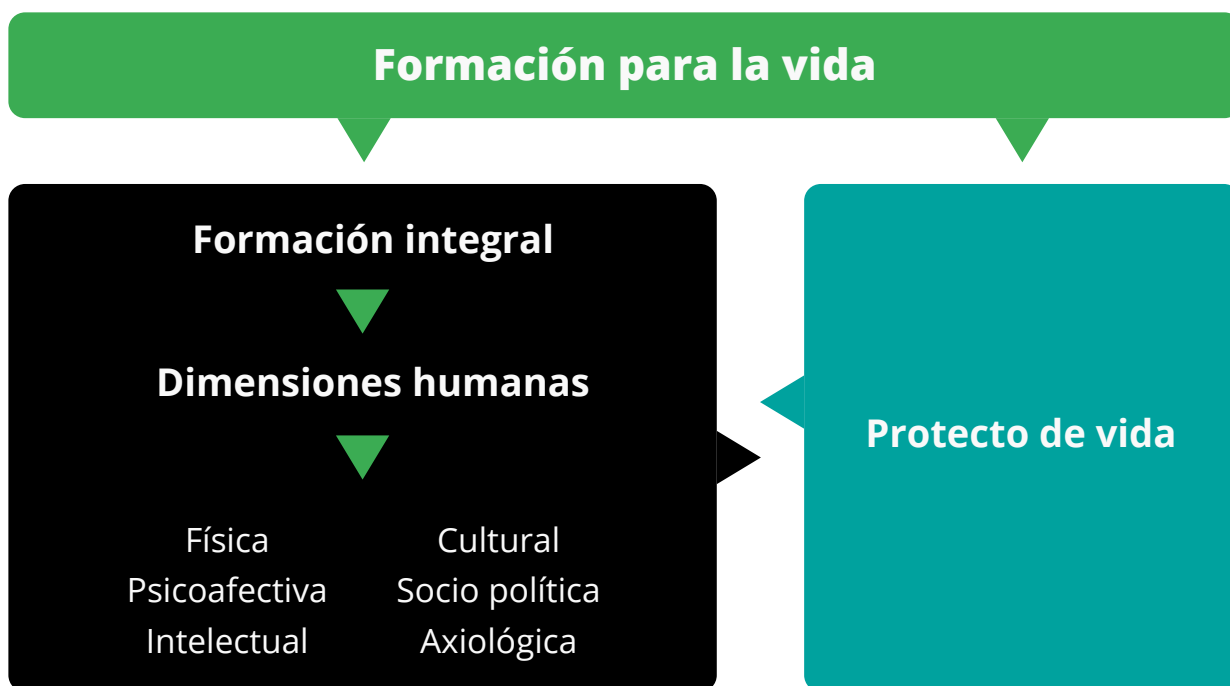 Formación para la vida
Formación integral
Dimensiones humanas
Física
Psicoafectiva
Intelectual
Cultural
Socio política
Axiológica
Protecto de vida